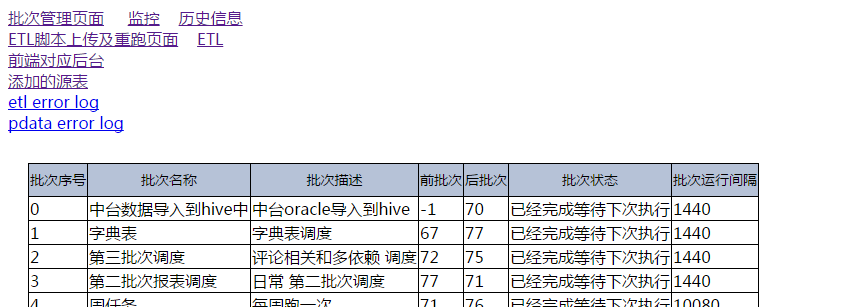 批次管理页面 监控 历史信息
ETL脚本上传及重跑页面 ETL
前端对应后台
添加的源表
etl error log
pdata error log
批次序号 批次名称 批次描述 前批次 后批次 批次状态 批次运行间隔
0 中台数据导入到hive中 中台oracle导入到hive -1 70 已经完成等待下次执行 1440
1 字典表 字典表调度 67 77 已经完成等待下次执行 1440
2 第三批次调度 评论相关和多依赖 调度 72 75 已经完成等待下次执行 1440
3 第二批次报表调度 日常 第二批次调度 77 71 已经完成等待下次执行 1440
4 周任务 每周跑一次 71 76 已经完成等待下次执行 10080